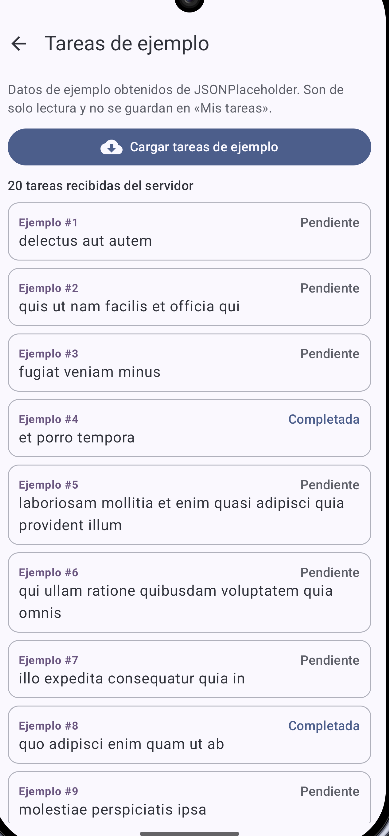 Tareas de ejemplo
Datos de ejemplo obtenidos de JSONPlaceholder. Son de
solo lectura y no se guardan en «Mis tareas».
Cargar tareas de ejemplo
20 tareas recibidas del servidor
Ejemplo #1 Pendiente
delectus aut autem
Ejemplo #2 Pendiente
quis ut nam facilis et officia qui
Ejemplo #3 Pendiente
fugiat veniam minus
Ejemplo #4 Completada
et porro tempora
Ejemplo #5 Pendiente
laboriosam mollitia et enim quasi adipisci quia
provident illum
Ejemplo #6 Pendiente
qui ullam ratione quibusdam voluptatem quia
omnis
Ejemplo #7 Pendiente
illo expedita consequatur quia in
Ejemplo #8 Completada
quo adipisci enim quam ut ab
Ejemplo #9 Pendiente
molestiae perspiciatis ipsa